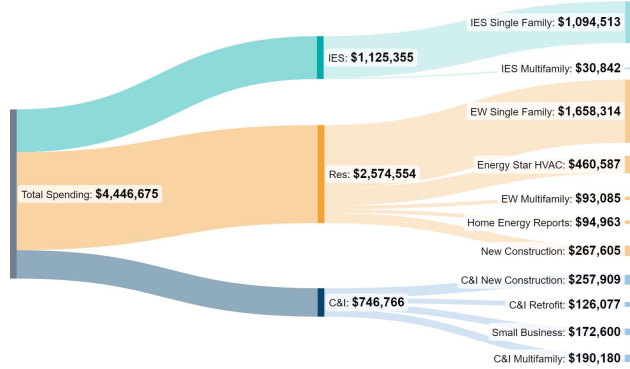 IES Single Family: $1,094,513
IES: $1,125,355
IES Multifamily: $30,842
EW Single Family: $1,658,314
Energy Star HVAC: $460,587
Res: $2,574,554
Total Spending: $4,446,675
EW Multifamily: $93,085
Home Energy Reports: $94,963
New Construction: $267,605
C&I New Construction: $257,909
C&I: $746,766
C&I Retrofit: $126,077
Small Business: $172,600
C&I Multifamily: $190,180